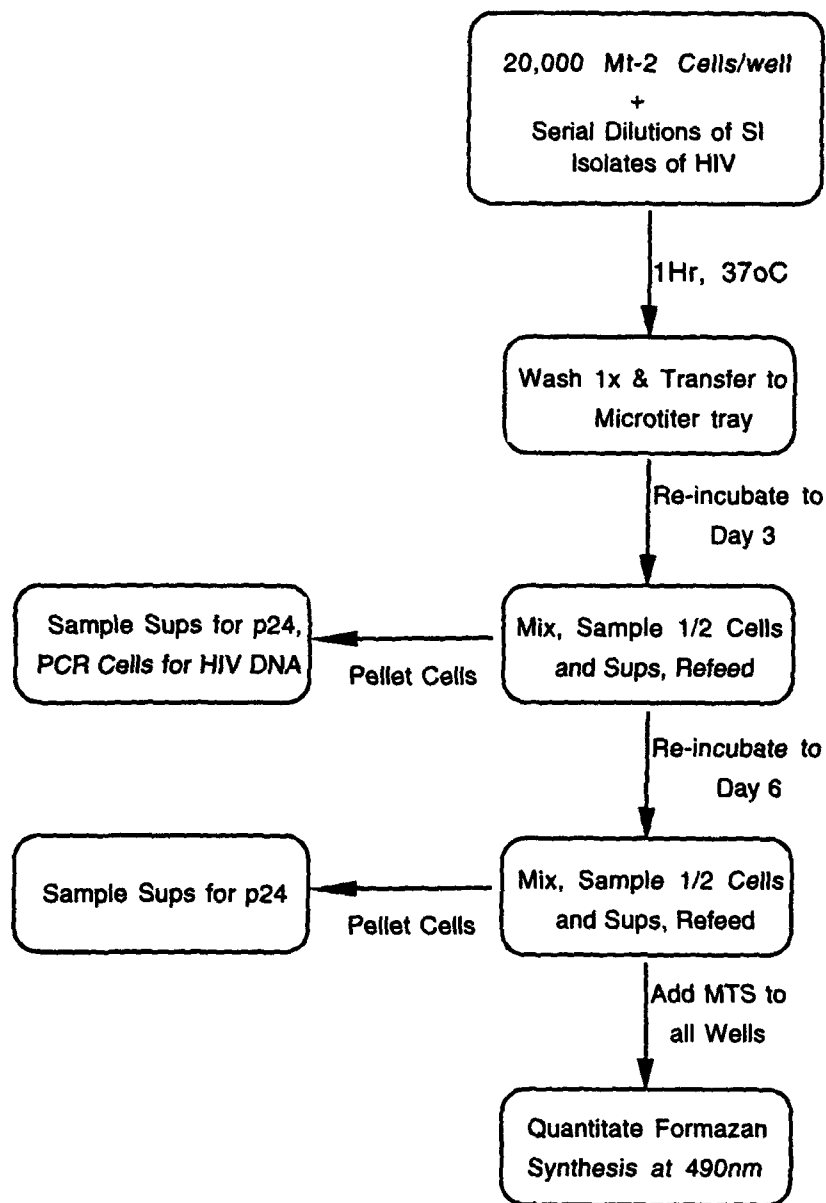 20,000 Mt-2 Cells/well
+
Serial Dilutions of SI
Isolates of HIV
1Hr, 37oC
Wash 1x & Transfer to
Microtiter tray
Re-incubate to
Day 3
Mix, Sample 1/2 Cells
and Sups, Refeed
Pellet Cells
Sample Sups for p24,
PCR Cells for HIV DNA
Re-incubate to
Day 6
Mix, Sample 1/2 Cells
and Sups, Refeed
Pellet Cells
Sample Sups for p24
Add MTS to
all Wells
Quantitate Formazan
Synthesis at 490nm